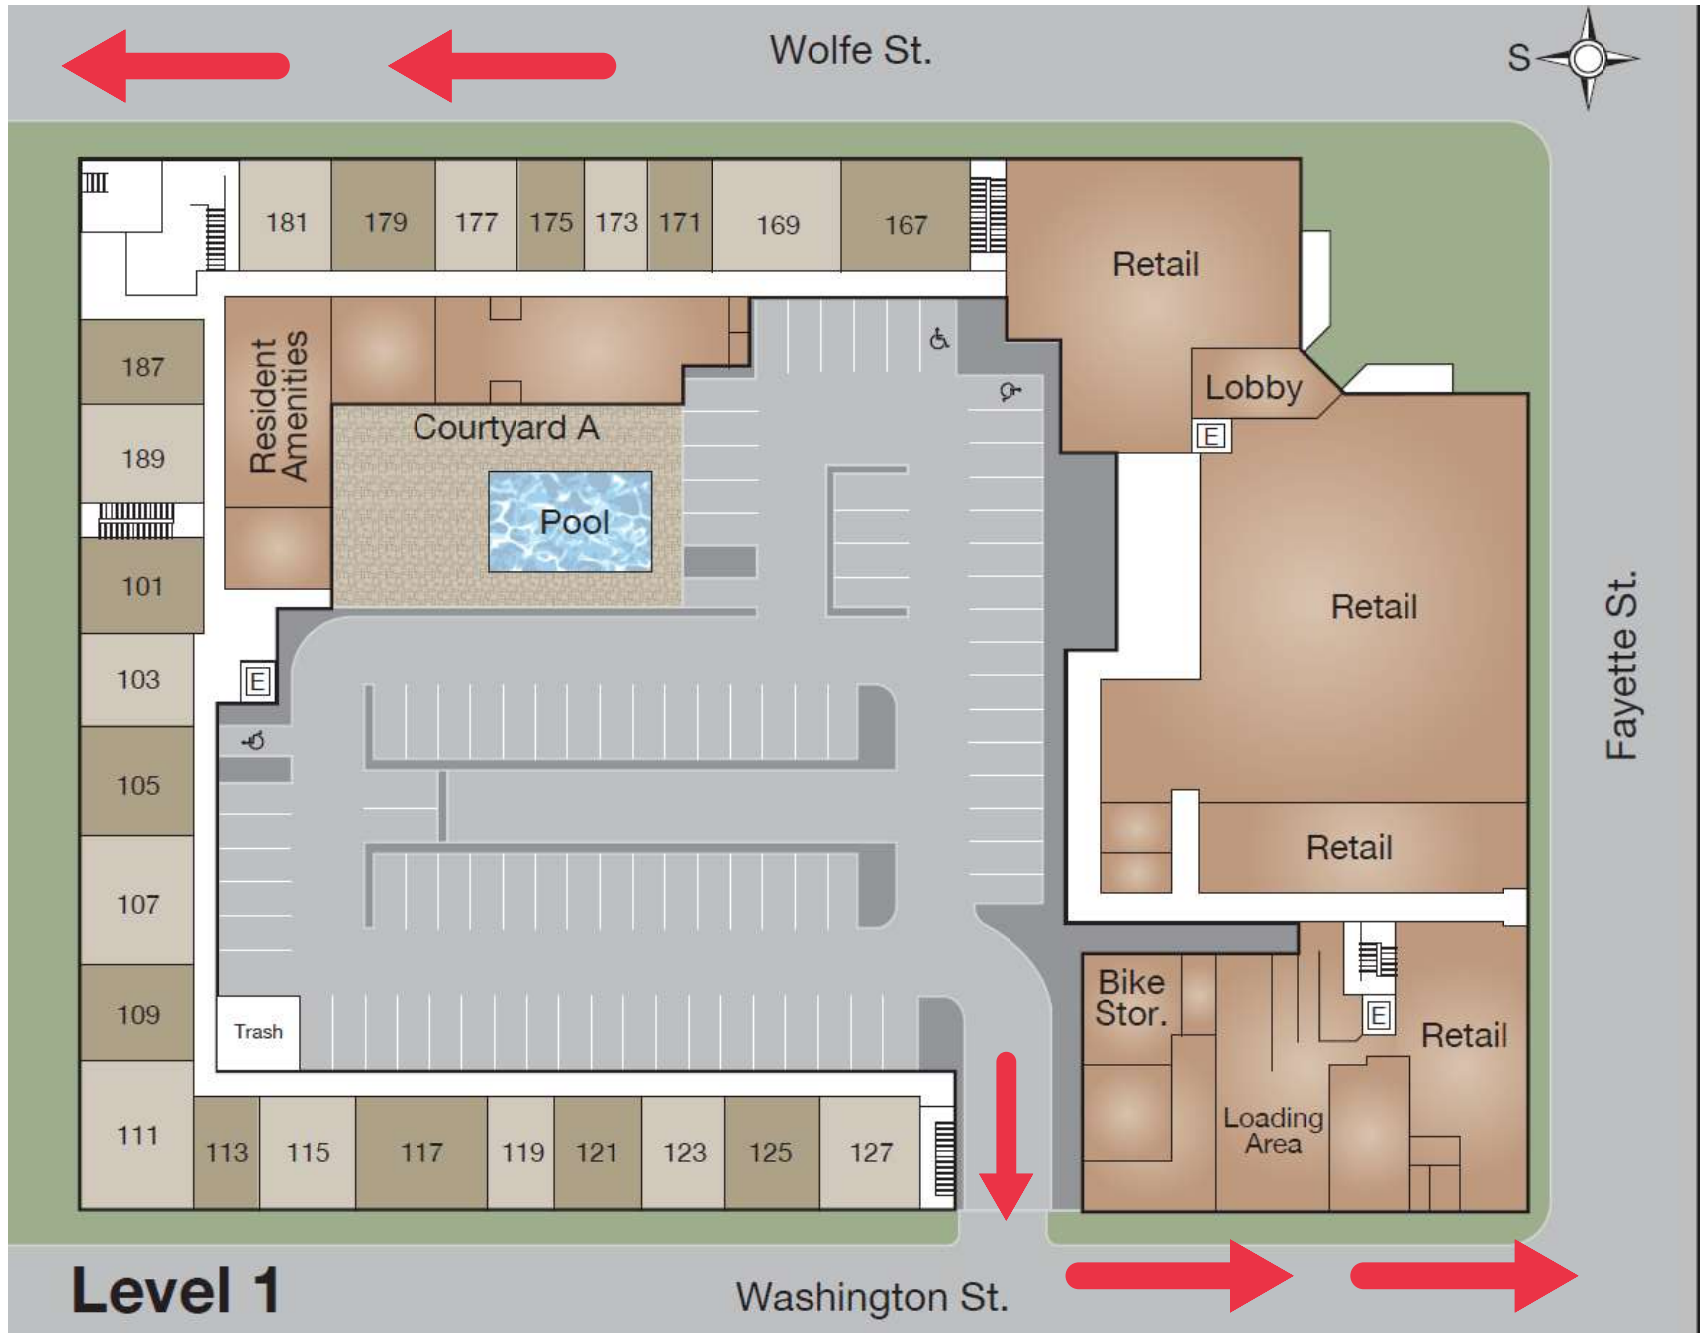 Wolfe St.
S
181
179
177
175
173
171
169
167
Retail
187
Resident
Amenities
Lobby
189
Courtyard A
E
Pool
101
Retail
Fayette St.
103
E
105
Retail
107
109
Trash
Bike
Stor.
E
Retail
111
113
115
117
119
121
123
125
127
Loading
Area
Level 1
Washington St.